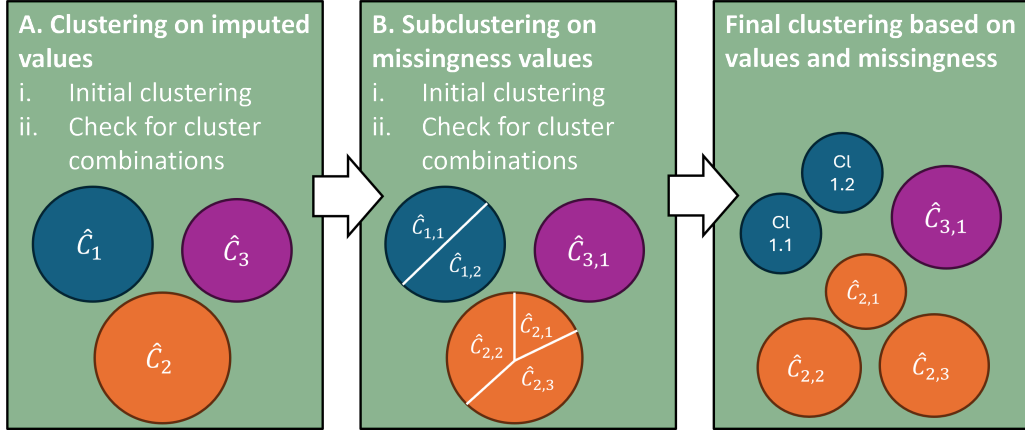 A. Clustering on imputed
values
i. Initial clustering
ii. Check for cluster
combinations
Ĉ₁
Ĉ₃
Ĉ₂
B. Subclustering on
missingness values
i. Initial clustering
ii. Check for cluster
combinations
Ĉ₁,₁
Ĉ₁,₂
Ĉ₃,₁
Ĉ₂,₁
Ĉ₂,₂
Ĉ₂,₃
Final clustering based on
values and missingness
Cl
1.2
Cl
1.1
Ĉ₃,₁
Ĉ₂,₁
Ĉ₂,₂
Ĉ₂,₃